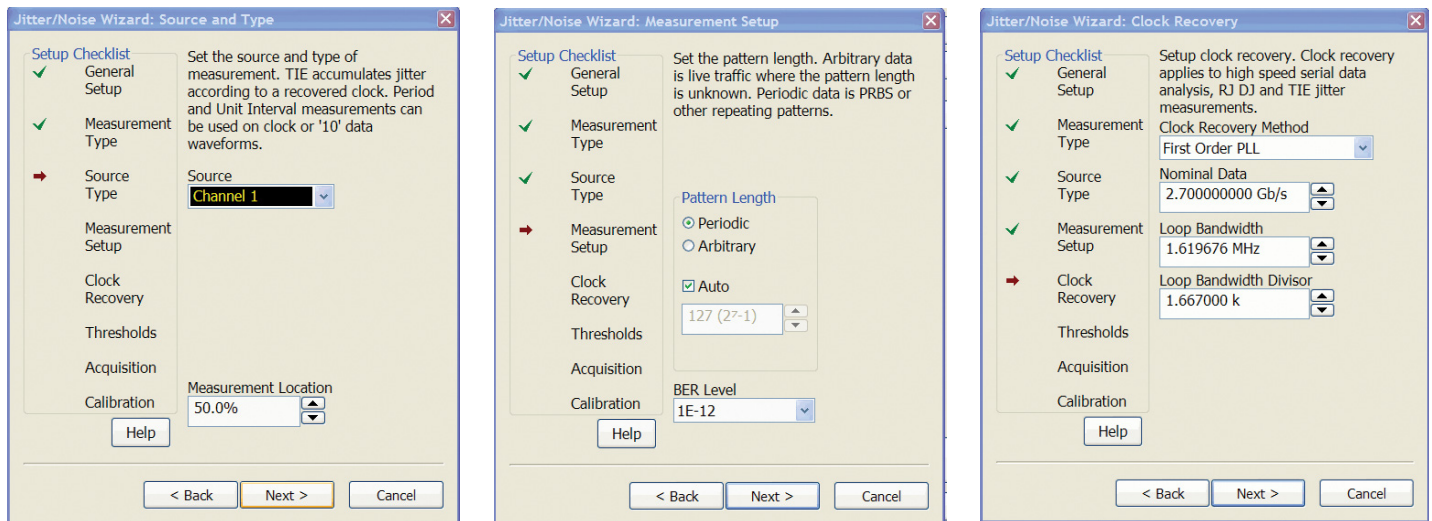 Jitter/Noise Wizard: Source and Type
Setup Checklist
General
Setup
Measurement
Type
Source
Type
Measurement
Setup
Clock
Recovery
Thresholds
Acquisition
Calibration
Help
Set the source and type of
measurement. TIE accumulates jitter
according to a recovered clock. Period
and Unit Interval measurements can
be used on clock or '10' data
waveforms.
Source
Channel 1
Measurement Location
50.0%
< Back
Next >
Cancel
Jitter/Noise Wizard: Measurement Setup
Setup Checklist
General
Setup
Measurement
Type
Source
Type
Measurement
Setup
Clock
Recovery
Thresholds
Acquisition
Calibration
Help
Set the pattern length. Arbitrary data
is live traffic where the pattern length
is unknown. Periodic data is PRBS or
other repeating patterns.
Pattern Length
Periodic
Arbitrary
Auto
127 (2⁷-1)
BER Level
1E-12
< Back
Next >
Cancel
Jitter/Noise Wizard: Clock Recovery
Setup Checklist
General
Setup
Measurement
Type
Source
Type
Measurement
Setup
Clock
Recovery
Thresholds
Acquisition
Calibration
Help
Setup clock recovery. Clock recovery
applies to high speed serial data
analysis, RJ DJ and TIE jitter
measurements.
Clock Recovery Method
First Order PLL
Nominal Data
2.700000000 Gb/s
Loop Bandwidth
1.619676 MHz
Loop Bandwidth Divisor
1.667000 k
< Back
Next >
Cancel